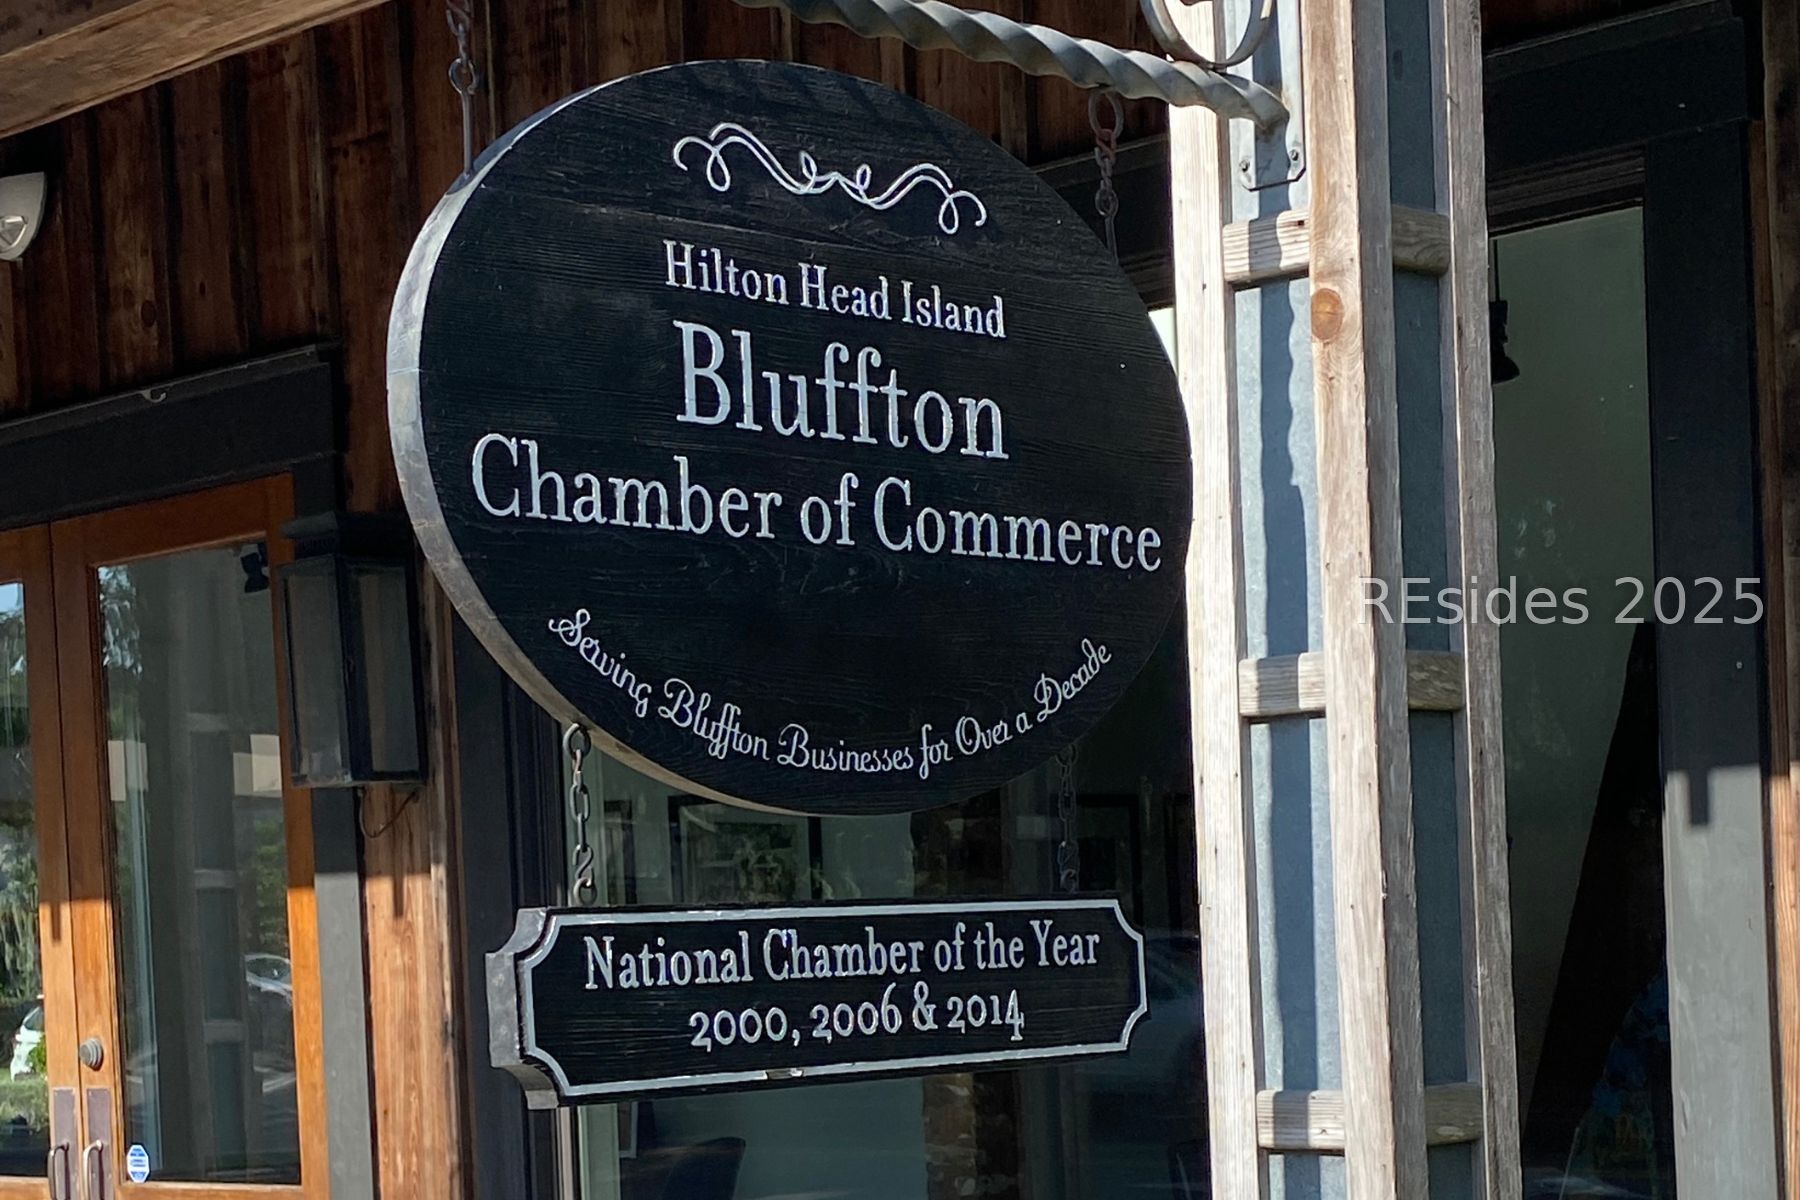 Hilton Head Island
Bluffton
Chamber of Commerce
Serving Bluffton Businesses for Over a Decade
National Chamber of the Year
2000, 2006 & 2014
REsides 2025